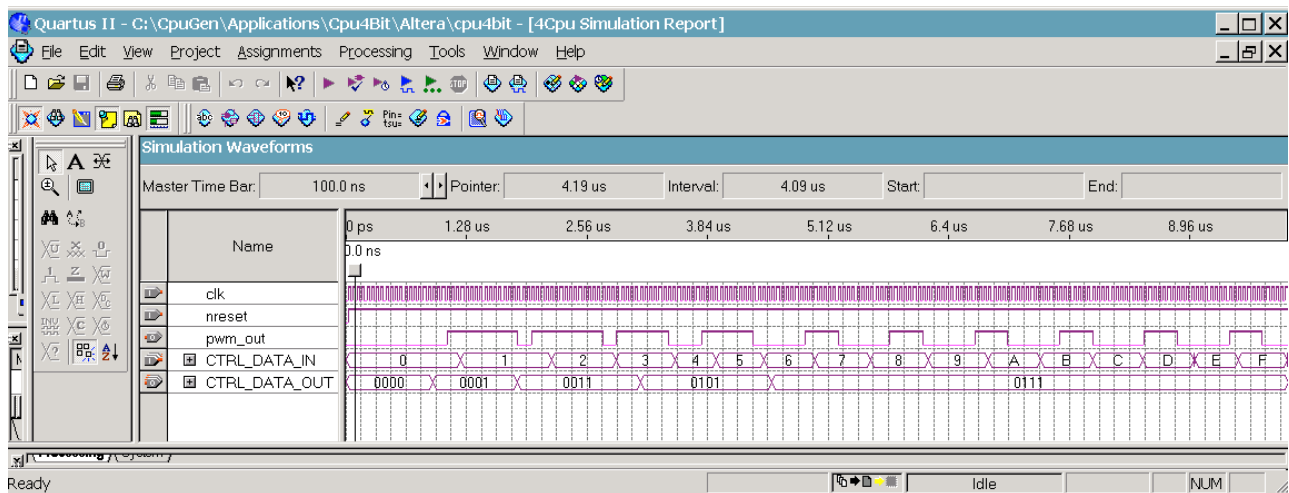 Quartus II - C:\CpuGen\Applications\Cpu4Bit\Altera\cpu4bit - [4Cpu Simulation Report]
File Edit View Project Assignments Processing Tools Window Help
STOP
abc Pin= tsu=
Simulation Waveforms
Master Time Bar: 100.0 ns Pointer: 4.19 us Interval: 4.09 us Start: End:
Name 0 ps 1.28 us 2.56 us 3.84 us 5.12 us 6.4 us 7.68 us 8.96 us
0.0 ns
clk
nreset
pwm_out
CTRL_DATA_IN 0 1 2 3 4 5 6 7 8 9 A B C D E F
CTRL_DATA_OUT 0000 0001 0011 0101 0111
Ready Idle NUM